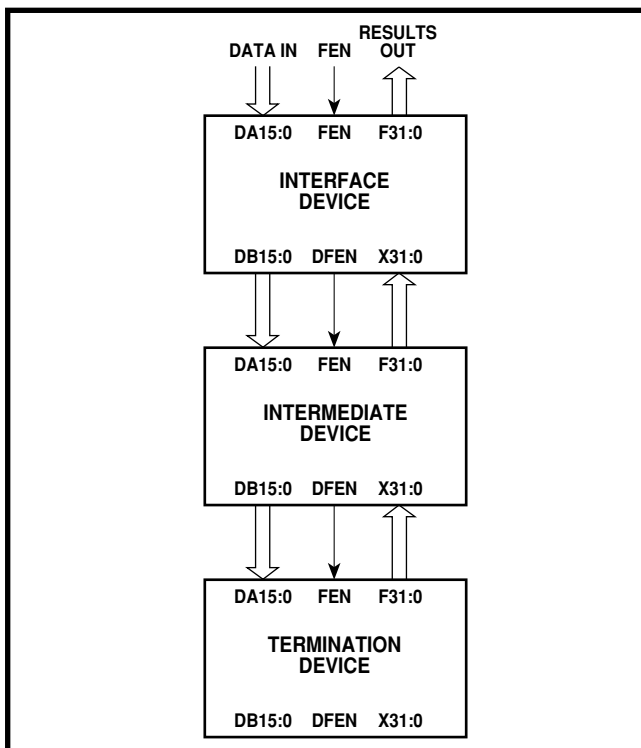 DATA IN FEN RESULTS OUT
DA15:0 FEN F31:0
INTERFACE
DEVICE
DB15:0 DFEN X31:0
DA15:0 FEN F31:0
INTERMEDIATE
DEVICE
DB15:0 DFEN X31:0
DA15:0 FEN F31:0
TERMINATION
DEVICE
DB15:0 DFEN X31:0